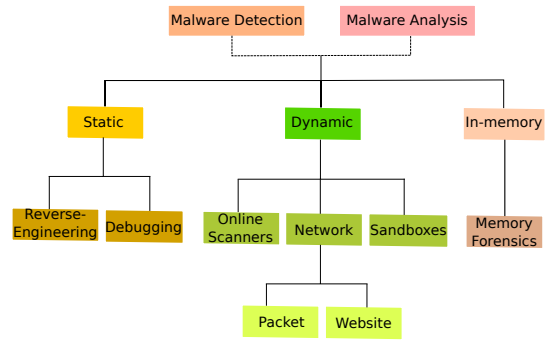 Malware Detection
Malware Analysis
Static
Dynamic
In-memory
Reverse-
Engineering
Debugging
Online
Scanners
Network
Sandboxes
Memory
Forensics
Packet
Website